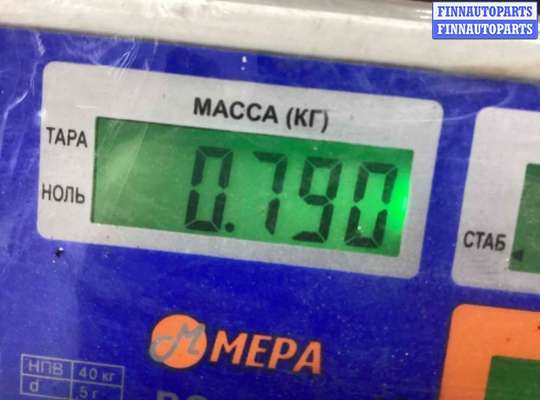 FINNAUTOPARTS
FINNAUTOPARTS
МАССА (КГ)
ТАРА
0.790
НОЛЬ
СТАБ
МЕРА
НПВ 40 кг
d 5 г